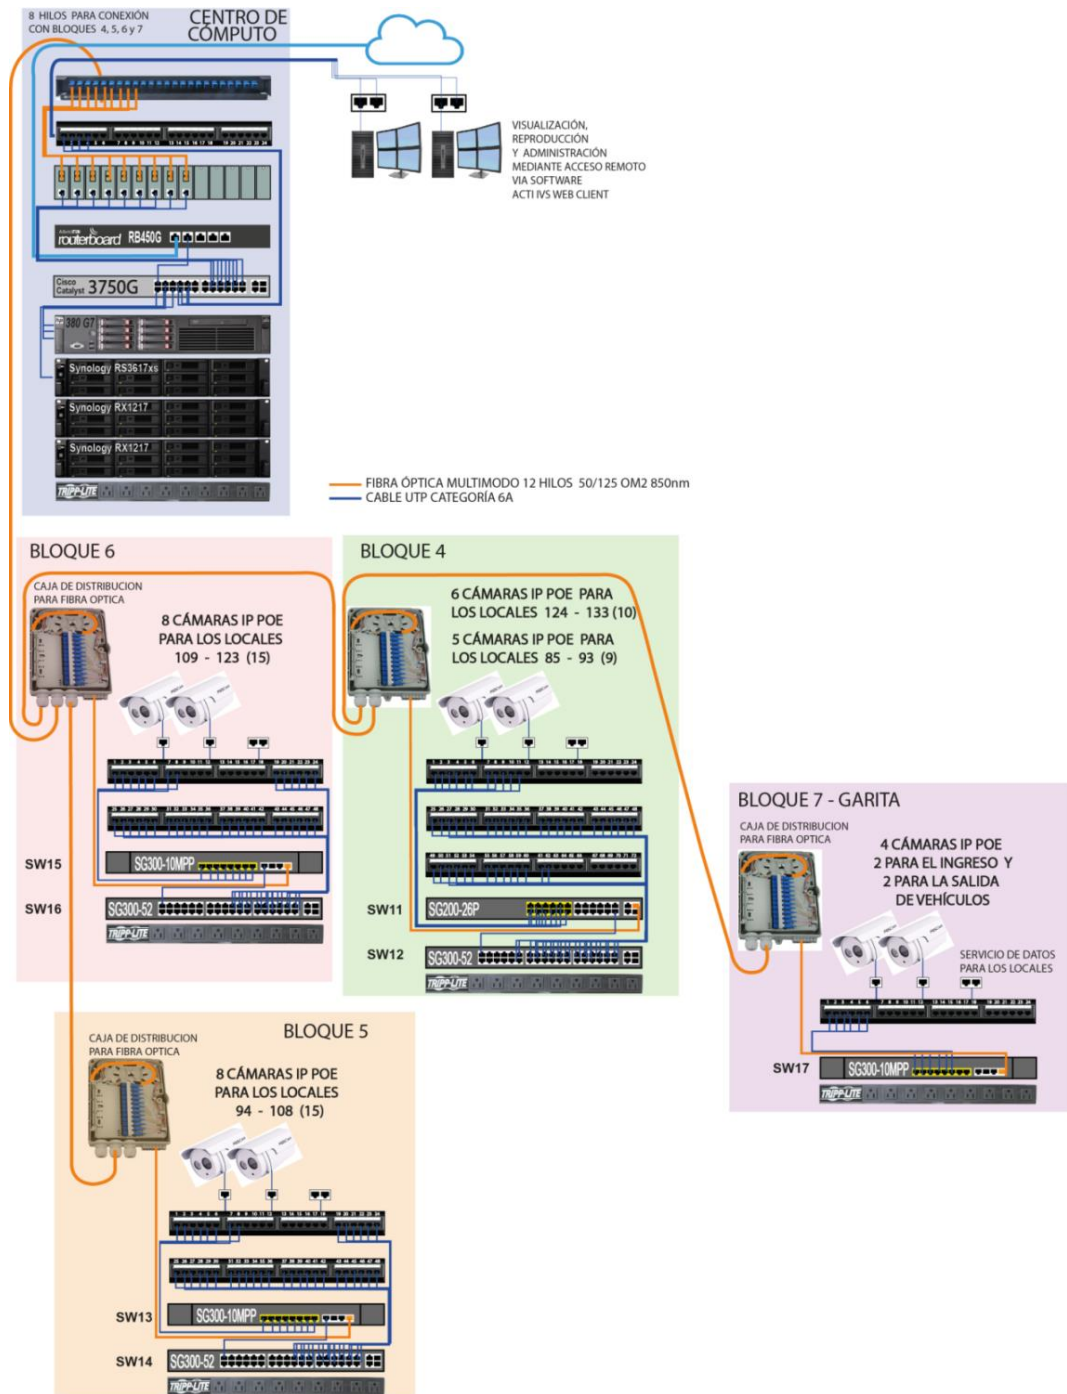 8 HILOS PARA CONEXIÓN
CON BLOQUES 4, 5, 6 y 7
CENTRO DE
CÓMPUTO
VISUALIZACIÓN,
REPRODUCCIÓN
Y ADMINISTRACIÓN
MEDIANTE ACCESO REMOTO
VIA SOFTWARE
ACTI IVS WEB CLIENT
routerboard RB450G
Cisco
Catalyst 3750G
380 G7
Synology RS3617xs
Synology RX1217
Synology RX1217
TRIPP-LITE
FIBRA ÓPTICA MULTIMODO 12 HILOS 50/125 OM2 850nm
CABLE UTP CATEGORÍA 6A
BLOQUE 6
CAJA DE DISTRIBUCION
PARA FIBRA OPTICA
8 CÁMARAS IP POE
PARA LOS LOCALES
109 - 123 (15)
SW15
SG300-10MPP
SW16
SG300-52
TRIPP-LITE
BLOQUE 4
6 CÁMARAS IP POE PARA
LOS LOCALES 124 - 133 (10)
5 CÁMARAS IP POE PARA
LOS LOCALES 85 - 93 (9)
SW11
SG200-26P
SW12
SG300-52
TRIPP-LITE
BLOQUE 7 - GARITA
CAJA DE DISTRIBUCION
PARA FIBRA OPTICA
4 CÁMARAS IP POE
2 PARA EL INGRESO Y
2 PARA LA SALIDA
DE VEHÍCULOS
SERVICIO DE DATOS
PARA LOS LOCALES
SW17
SG300-10MPP
TRIPP-LITE
BLOQUE 5
CAJA DE DISTRIBUCION
PARA FIBRA OPTICA
8 CÁMARAS IP POE
PARA LOS LOCALES
94 - 108 (15)
SW13
SG300-10MPP
SW14
SG300-52
TRIPP-LITE